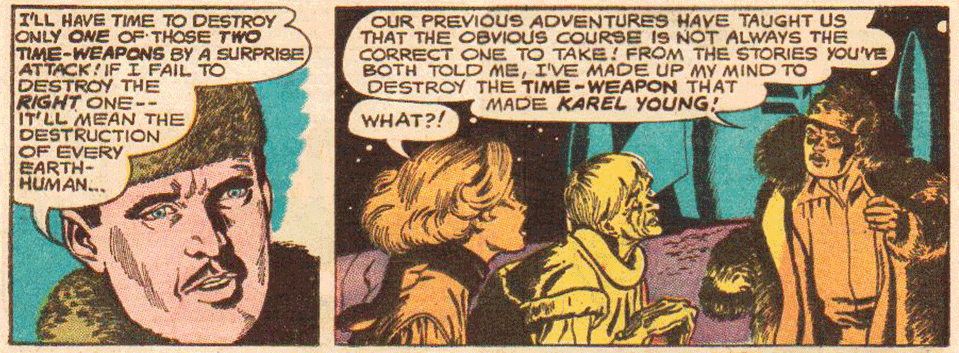 I'LL HAVE TIME TO DESTROY
ONLY ONE OF THOSE TWO
TIME-WEAPONS BY A SURPRISE
ATTACK! IF I FAIL TO
DESTROY THE
RIGHT ONE--
IT'LL MEAN THE
DESTRUCTION
OF EVERY
EARTH-
HUMAN...
OUR PREVIOUS ADVENTURES HAVE TAUGHT US
THAT THE OBVIOUS COURSE IS NOT ALWAYS THE
CORRECT ONE TO TAKE! FROM THE STORIES YOU'VE
BOTH TOLD ME, I'VE MADE UP MY MIND TO
DESTROY THE TIME-WEAPON THAT
MADE KAREL YOUNG!
WHAT?!